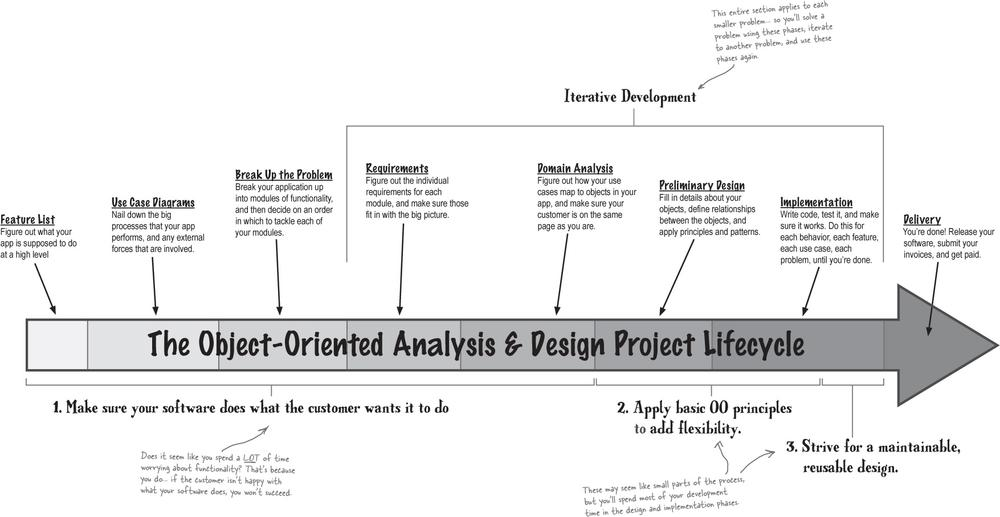 This entire section applies to each
smaller problem... so you'll solve a
problem using these phases, iterate
to another problem, and use these
phases again.
Iterative Development
Feature List
Figure out what your
app is supposed to do
at a high level
Use Case Diagrams
Nail down the big
processes that your app
performs, and any external
forces that are involved.
Break Up the Problem
Break your application up
into modules of functionality,
and then decide on an order
in which to tackle each of
your modules.
Requirements
Figure out the individual
requirements for each
module, and make sure those
fit in with the big picture.
Domain Analysis
Figure out how your use
cases map to objects in your
app, and make sure your
customer is on the same
page as you are.
Preliminary Design
Fill in details about your
objects, define relationships
between the objects, and
apply principles and patterns.
Implementation
Write code, test it, and make
sure it works. Do this for
each behavior, each feature,
each use case, each
problem, until you're done.
Delivery
You're done! Release your
software, submit your
invoices, and get paid.
The Object-Oriented Analysis & Design Project Lifecycle
1. Make sure your software does what the customer wants it to do
Does it seem like you spend a LOT of time
worrying about functionality? That's because
you do... if the customer isn't happy with
what your software does, you won't succeed.
2. Apply basic OO principles
to add flexibility.
3. Strive for a maintainable,
reusable design.
These may seem like small parts of the process,
but you'll spend most of your development
time in the design and implementation phases.